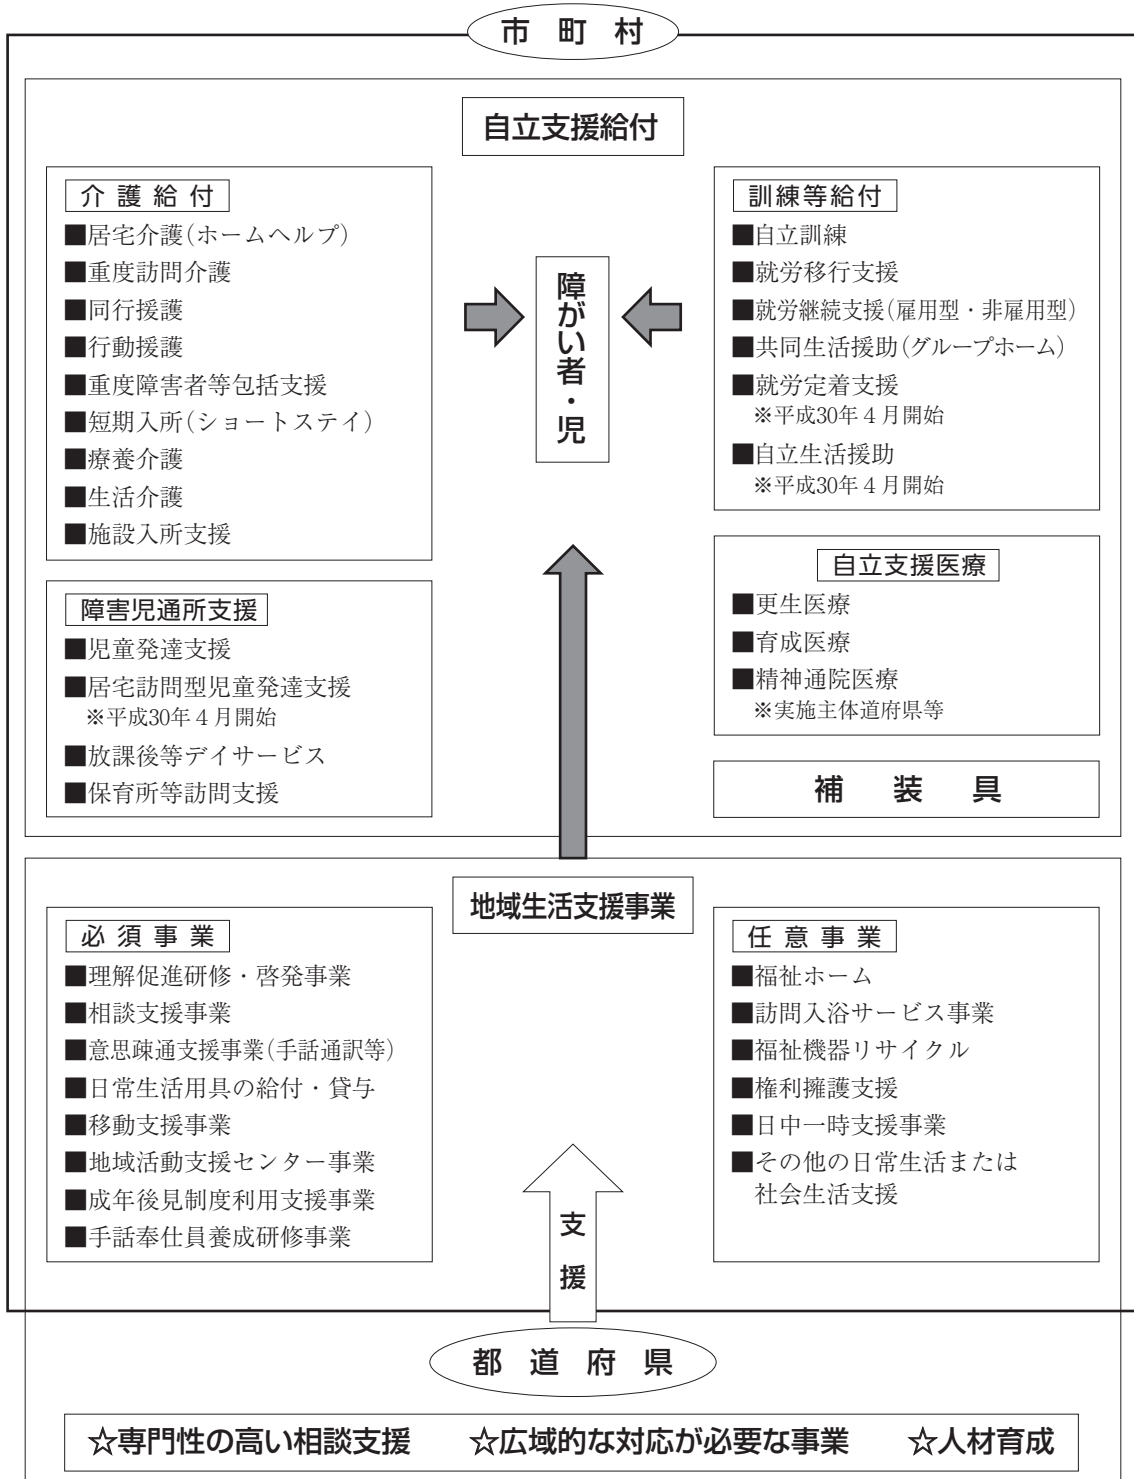 市町村
自立支援給付
介護給付
■居宅介護(ホームヘルプ)
■重度訪問介護
■同行援護
■行動援護
■重度障害者等包括支援
■短期入所(ショートステイ)
■療養介護
■生活介護
■施設入所支援
障がい者・児
訓練等給付
■自立訓練
■就労移行支援
■就労継続支援(雇用型・非雇用型)
■共同生活援助(グループホーム)
■就労定着支援
※平成30年4月開始
■自立生活援助
※平成30年4月開始
障害児通所支援
■児童発達支援
■居宅訪問型児童発達支援
※平成30年4月開始
■放課後等デイサービス
■保育所等訪問支援
自立支援医療
■更生医療
■育成医療
■精神通院医療
※実施主体道府県等
補装具
地域生活支援事業
必須事業
■理解促進研修・啓発事業
■相談支援事業
■意思疎通支援事業(手話通訳等)
■日常生活用具の給付・貸与
■移動支援事業
■地域活動支援センター事業
■成年後見制度利用支援事業
■手話奉仕員養成研修事業
任意事業
■福祉ホーム
■訪問入浴サービス事業
■福祉機器リサイクル
■権利擁護支援
■日中一時支援事業
■その他の日常生活または
社会生活支援
支援
都道府県
☆専門性の高い相談支援 ☆広域的な対応が必要な事業 ☆人材育成